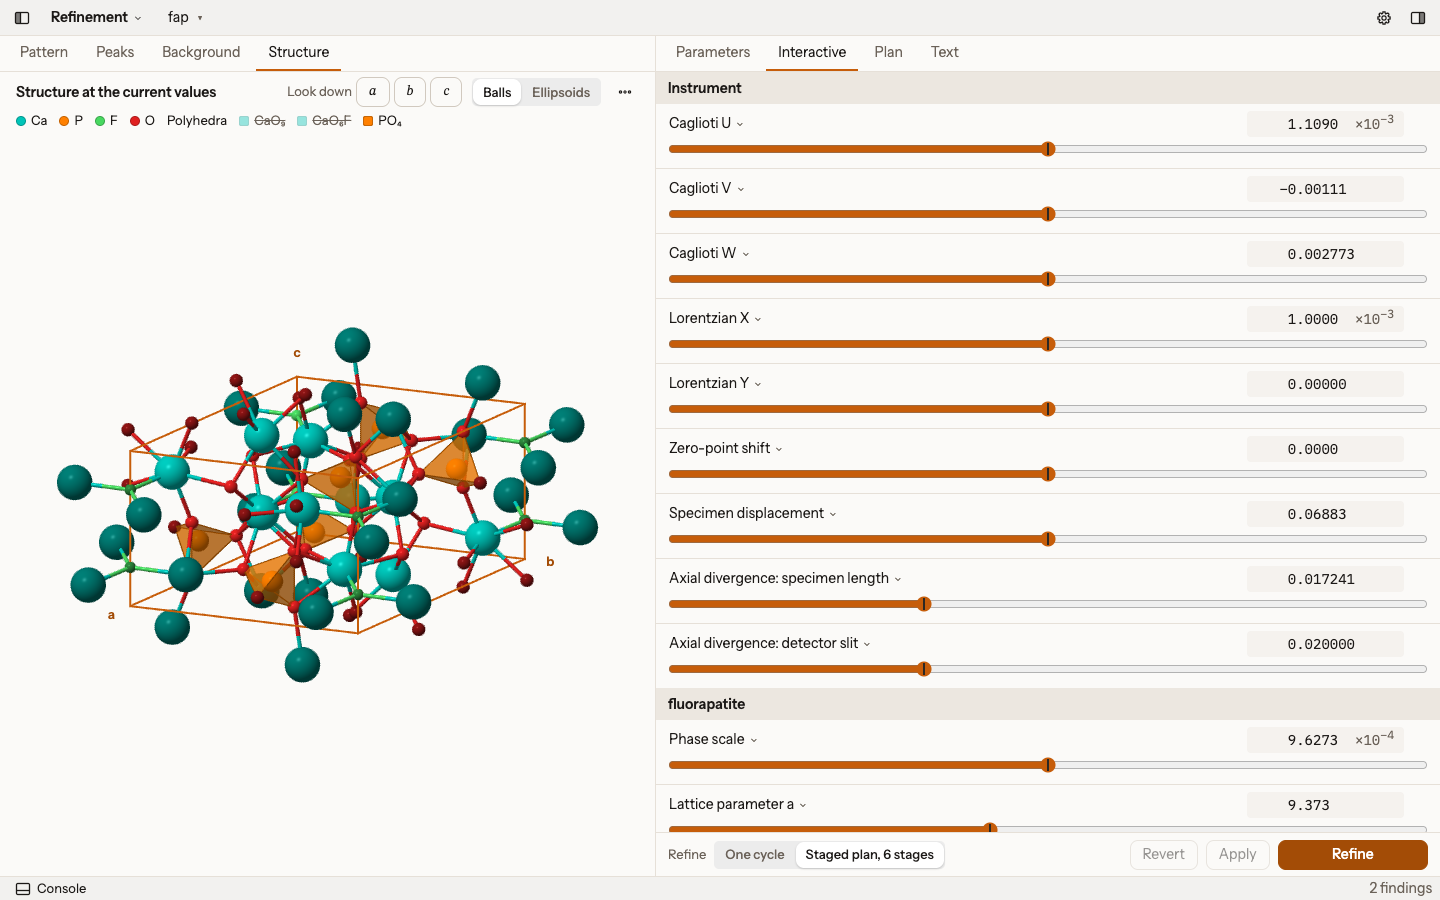 Refinement fap
Pattern Peaks Background Structure
Structure at the current values Look down a b c Balls Ellipsoids
Ca P F O Polyhedra CaO₉ CaO₆F PO₄
c
b
a
Parameters Interactive Plan Text
Instrument
Caglioti U 1.1090 ×10⁻³
Caglioti V −0.00111
Caglioti W 0.002773
Lorentzian X 1.0000 ×10⁻³
Lorentzian Y 0.00000
Zero-point shift 0.0000
Specimen displacement 0.06883
Axial divergence: specimen length 0.017241
Axial divergence: detector slit 0.020000
fluorapatite
Phase scale 9.6273 ×10⁻⁴
Lattice parameter a 9.373
Refine One cycle Staged plan, 6 stages Revert Apply Refine
Console 2 findings